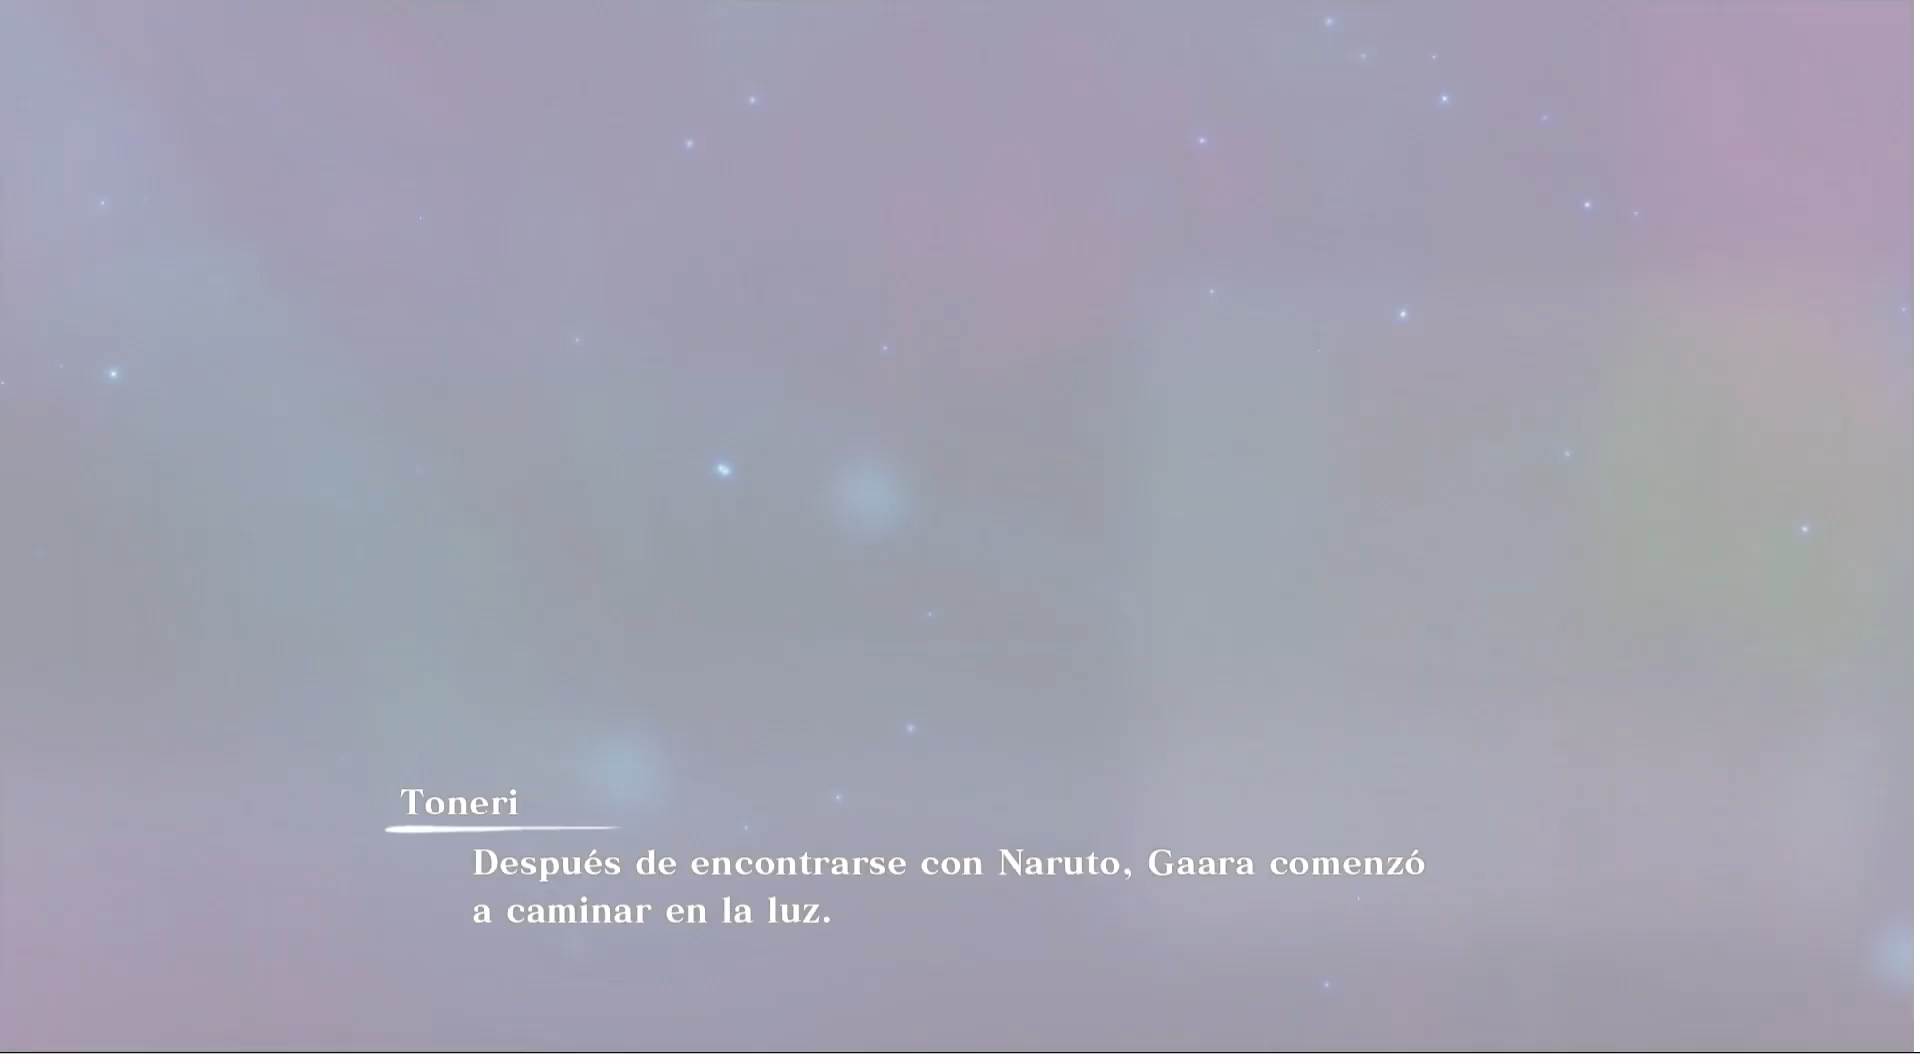 Toneri
Después de encontrarse con Naruto, Gaara comenzó
a caminar en la luz.